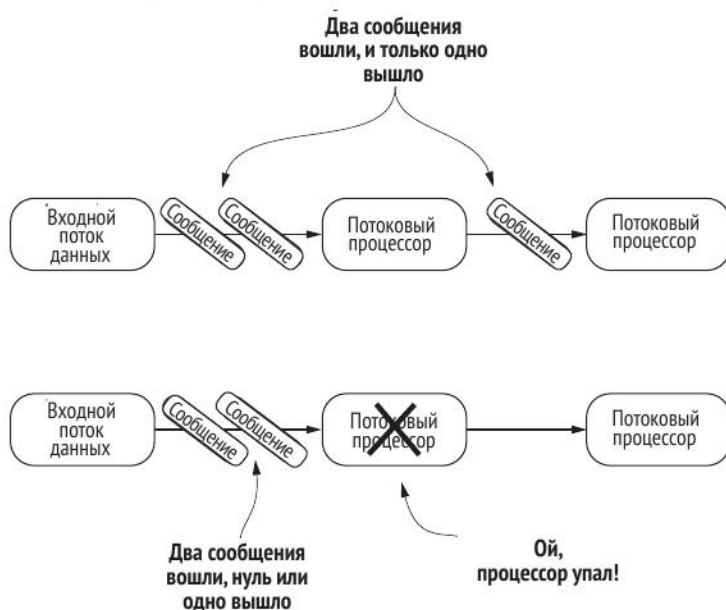 Два сообщения
вошли, и только одно
вышло
Входной
поток
данных
Сообщение
Сообщение
Потоковый
процессор
Сообщение
Потоковый
процессор
Входной
поток
данных
Сообщение
Сообщение
Потоковый
процессор
Потоковый
процессор
Два сообщения
вошли, нуль или
одно вышло
Ой,
процессор упал!